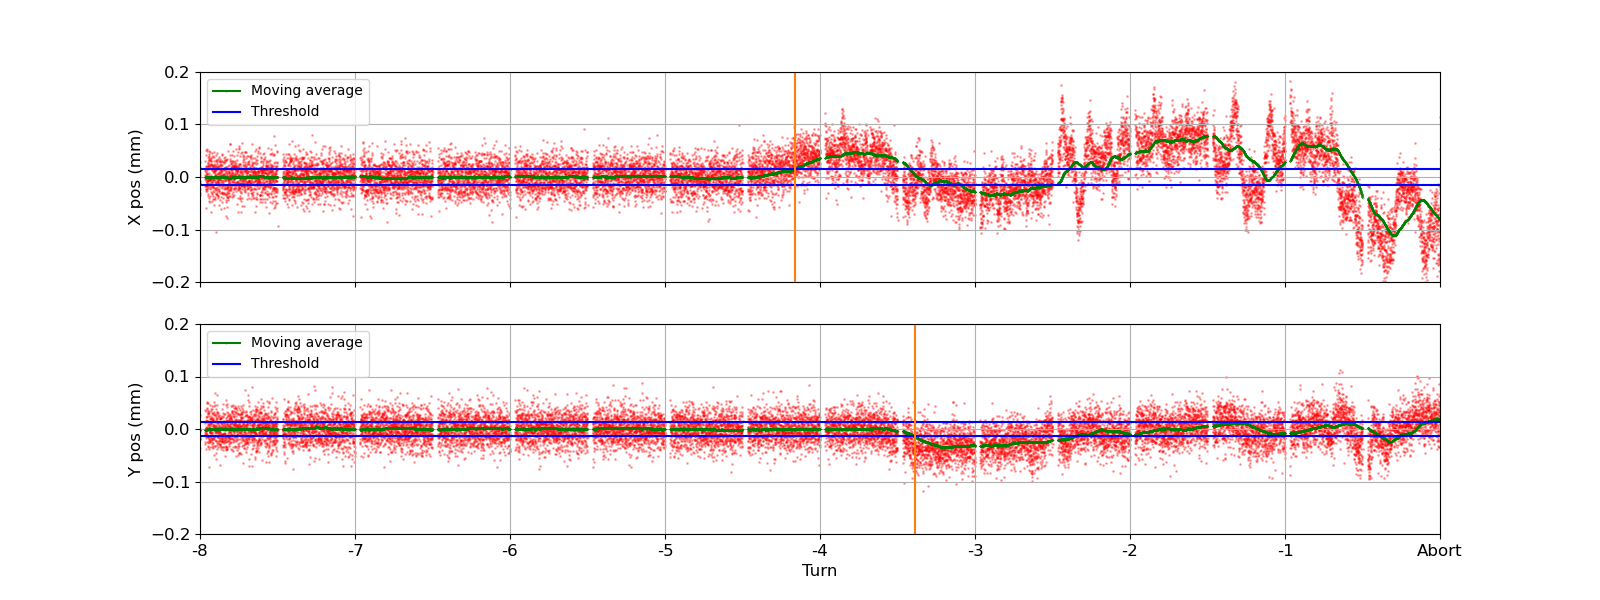 0.2
0.1
0.0
−0.1
−0.2
X pos (mm)
Moving average
Threshold
0.2
0.1
0.0
−0.1
−0.2
Y pos (mm)
Moving average
Threshold
-8 -7 -6 -5 -4 -3 -2 -1 Abort
Turn